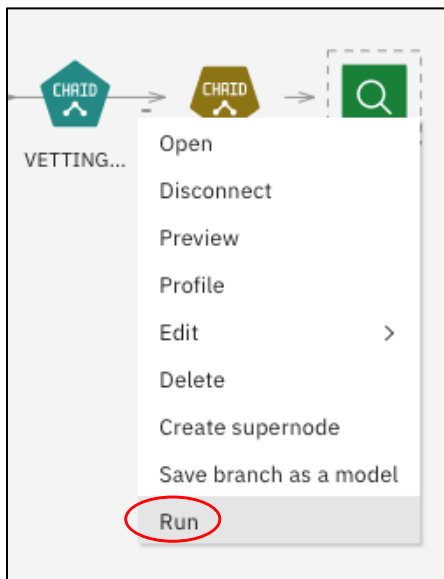 CHAID
CHAID
VETTING...
Open
Disconnect
Preview
Profile
Edit
Delete
Create supernode
Save branch as a model
Run